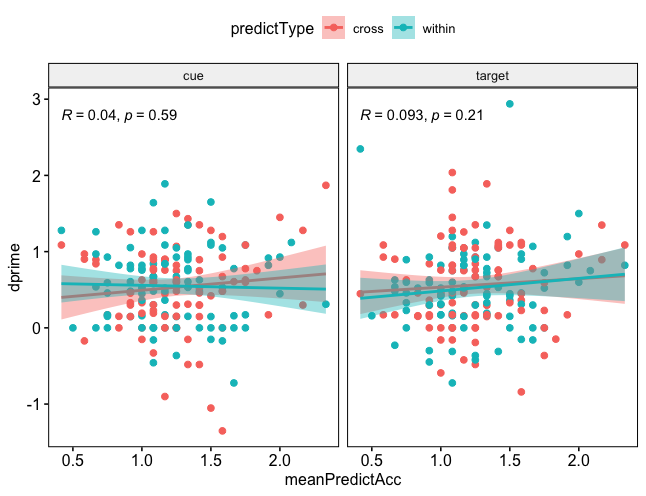 predictType cross within
cue
target
R = 0.04, p = 0.59
R = 0.093, p = 0.21
dprime
3
2
1
0
-1
0.5 1.0 1.5 2.0
0.5 1.0 1.5 2.0
meanPredictAcc